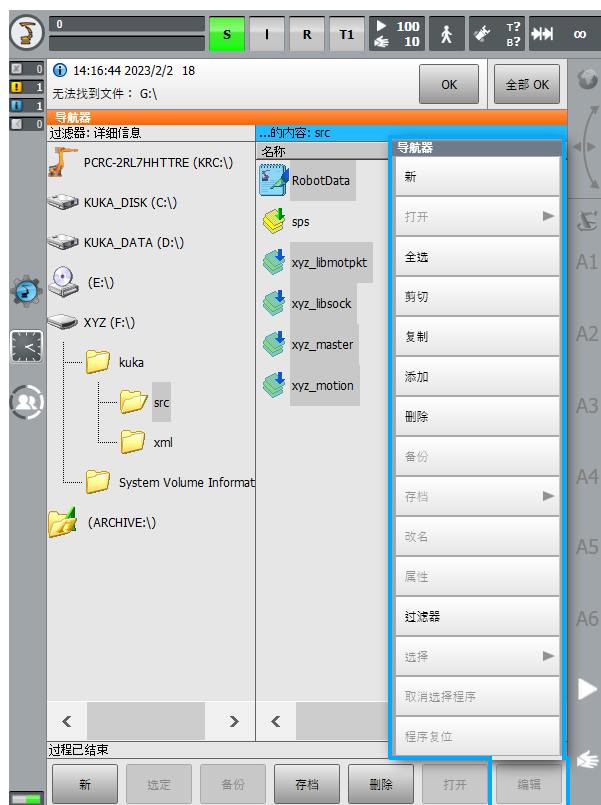 0
S
I
R
T1
100
10
T?
B?
∞
0
1
1
0
14:16:44 2023/2/2 18
无法找到文件： G:\
OK
全部 OK
导航器
过滤器: 详细信息
...的内容: src
名称
PCRC-2RL7HHTTRE (KRC:\)
KUKA_DISK (C:\)
KUKA_DATA (D:\)
(E:\)
XYZ (F:\)
kuka
src
xml
System Volume Informat
(ARCHIVE:\)
RobotData
sps
xyz_libmotpkt
xyz_libsock
xyz_master
xyz_motion
导航器
新
打开
全选
剪切
复制
添加
删除
备份
存档
改名
属性
过滤器
选择
取消选择程序
程序复位
A1
A2
A3
A4
A5
A6
过程已结束
新
选定
备份
存档
删除
打开
编辑